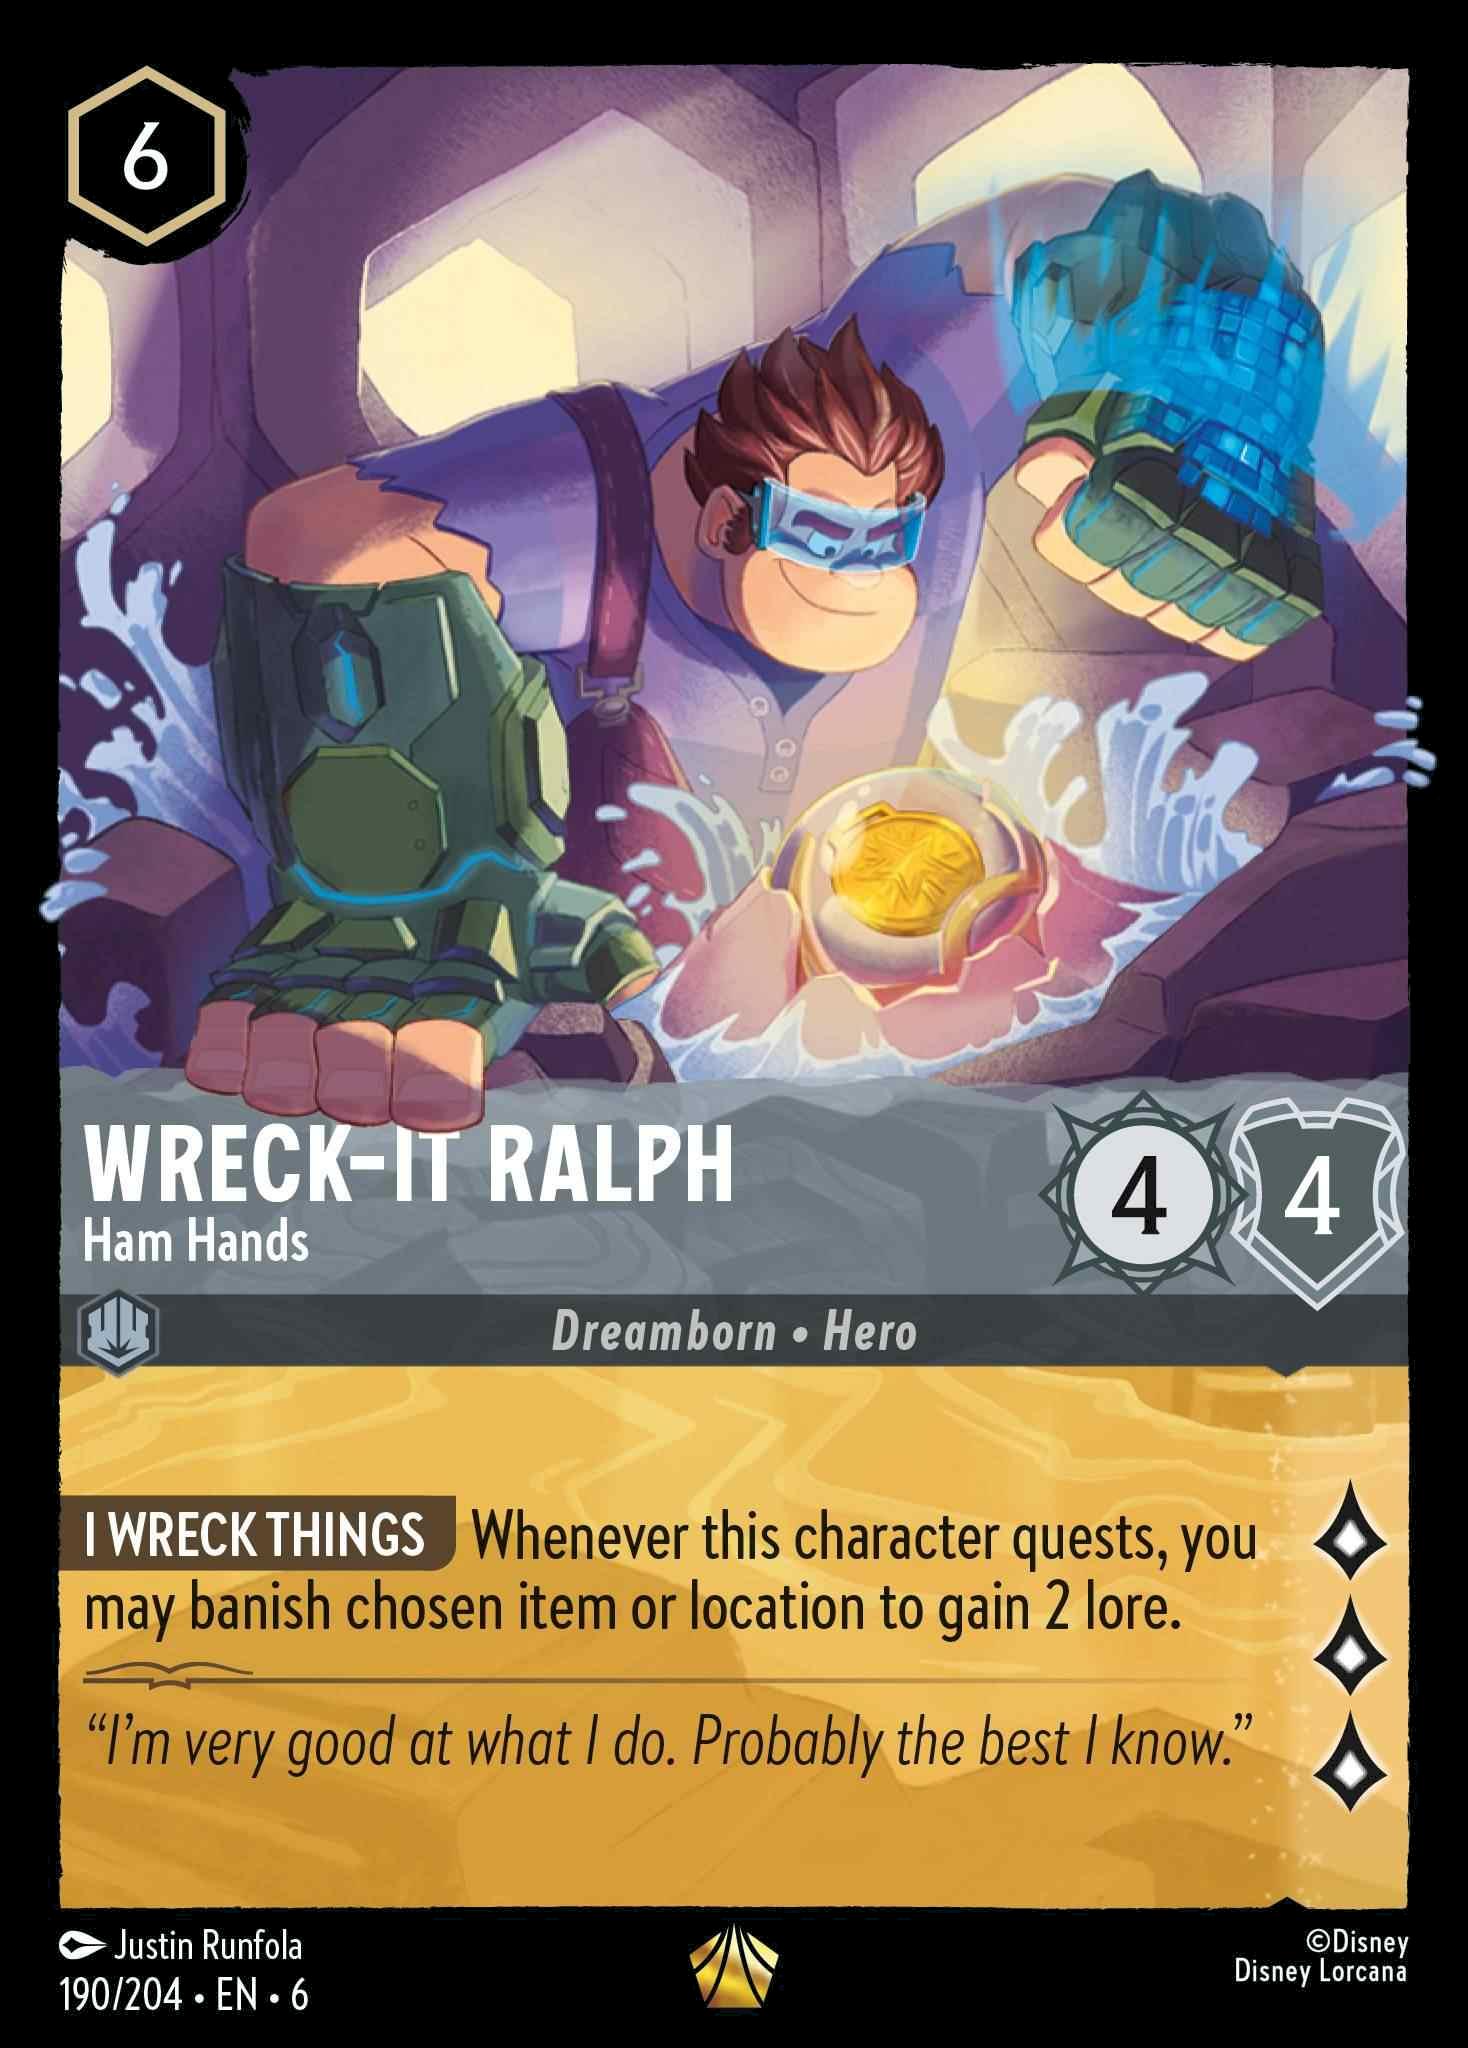 6
WRECK-IT RALPH
4
4
Ham Hands
Dreamborn • Hero
I WRECK THINGS Whenever this character quests, you
may banish chosen item or location to gain 2 lore.
“I’m very good at what I do. Probably the best I know.”
Justin Runfola
190/204 • EN • 6
©Disney
Disney Lorcana